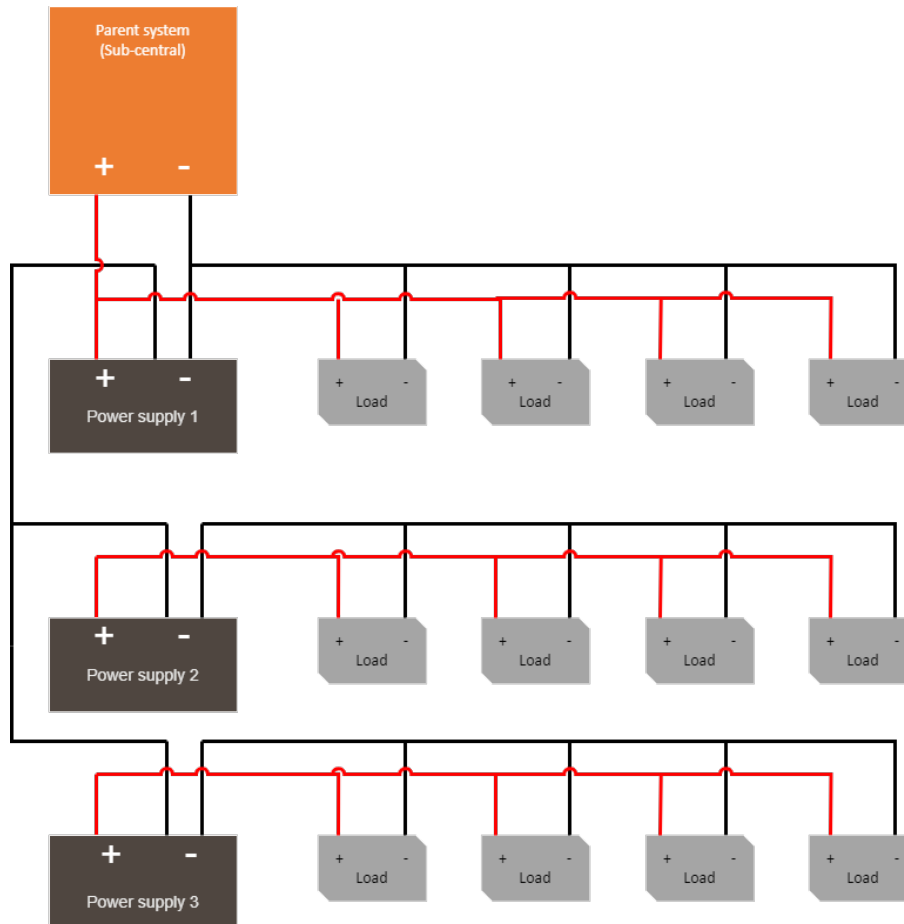 Parent system
(Sub-central)
+ -
+ -
Power supply 1
+ -
Load
+ -
Load
+ -
Load
+ -
Load
+ -
Power supply 2
+ -
Load
+ -
Load
+ -
Load
+ -
Load
+ -
Power supply 3
+ -
Load
+ -
Load
+ -
Load
+ -
Load